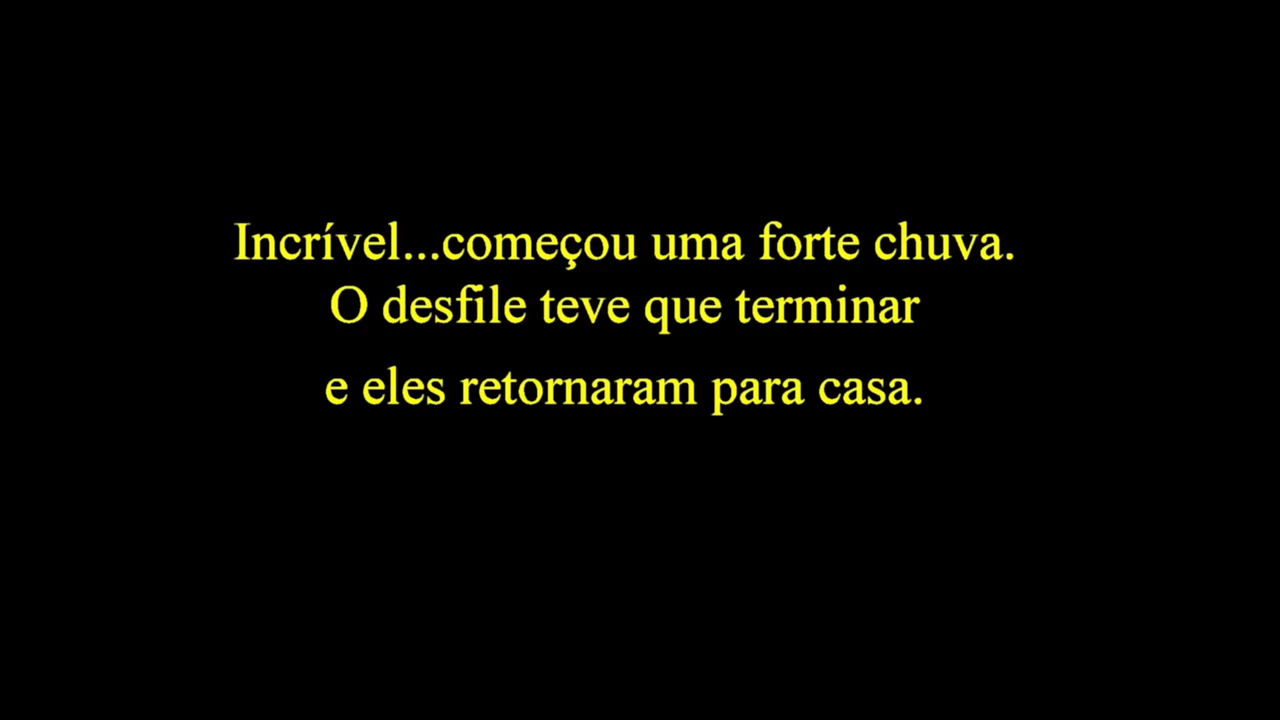 Incrível...começou uma forte chuva.
O desfile teve que terminar
e eles retornaram para casa.